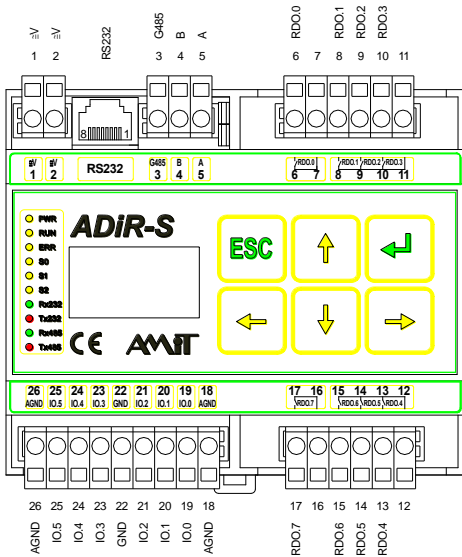 ≂V ≂V RS232 G485 B A RDO.0 RDO.1 RDO.2 RDO.3
1 2 3 4 5 6 7 8 9 10 11
8 1
≂V ≂V RS232 G485 B A RDO.0 RDO.1 RDO.2 RDO.3
1 2 3 4 5 6 7 8 9 10 11
PWR
RUN
ERR
S0
S1
S2
Rx232
Tx232
Rx485
Tx485
ADiR-S
ESC
CE AMiT
26 25 24 23 22 21 20 19 18 17 16 15 14 13 12
AGND IO.5 IO.4 IO.3 GND IO.2 IO.1 IO.0 AGND RDO.7 RDO.6 RDO.5 RDO.4
26 25 24 23 22 21 20 19 18 17 16 15 14 13 12
AGND IO.5 IO.4 IO.3 GND IO.2 IO.1 IO.0 AGND RDO.7 RDO.6 RDO.5 RDO.4